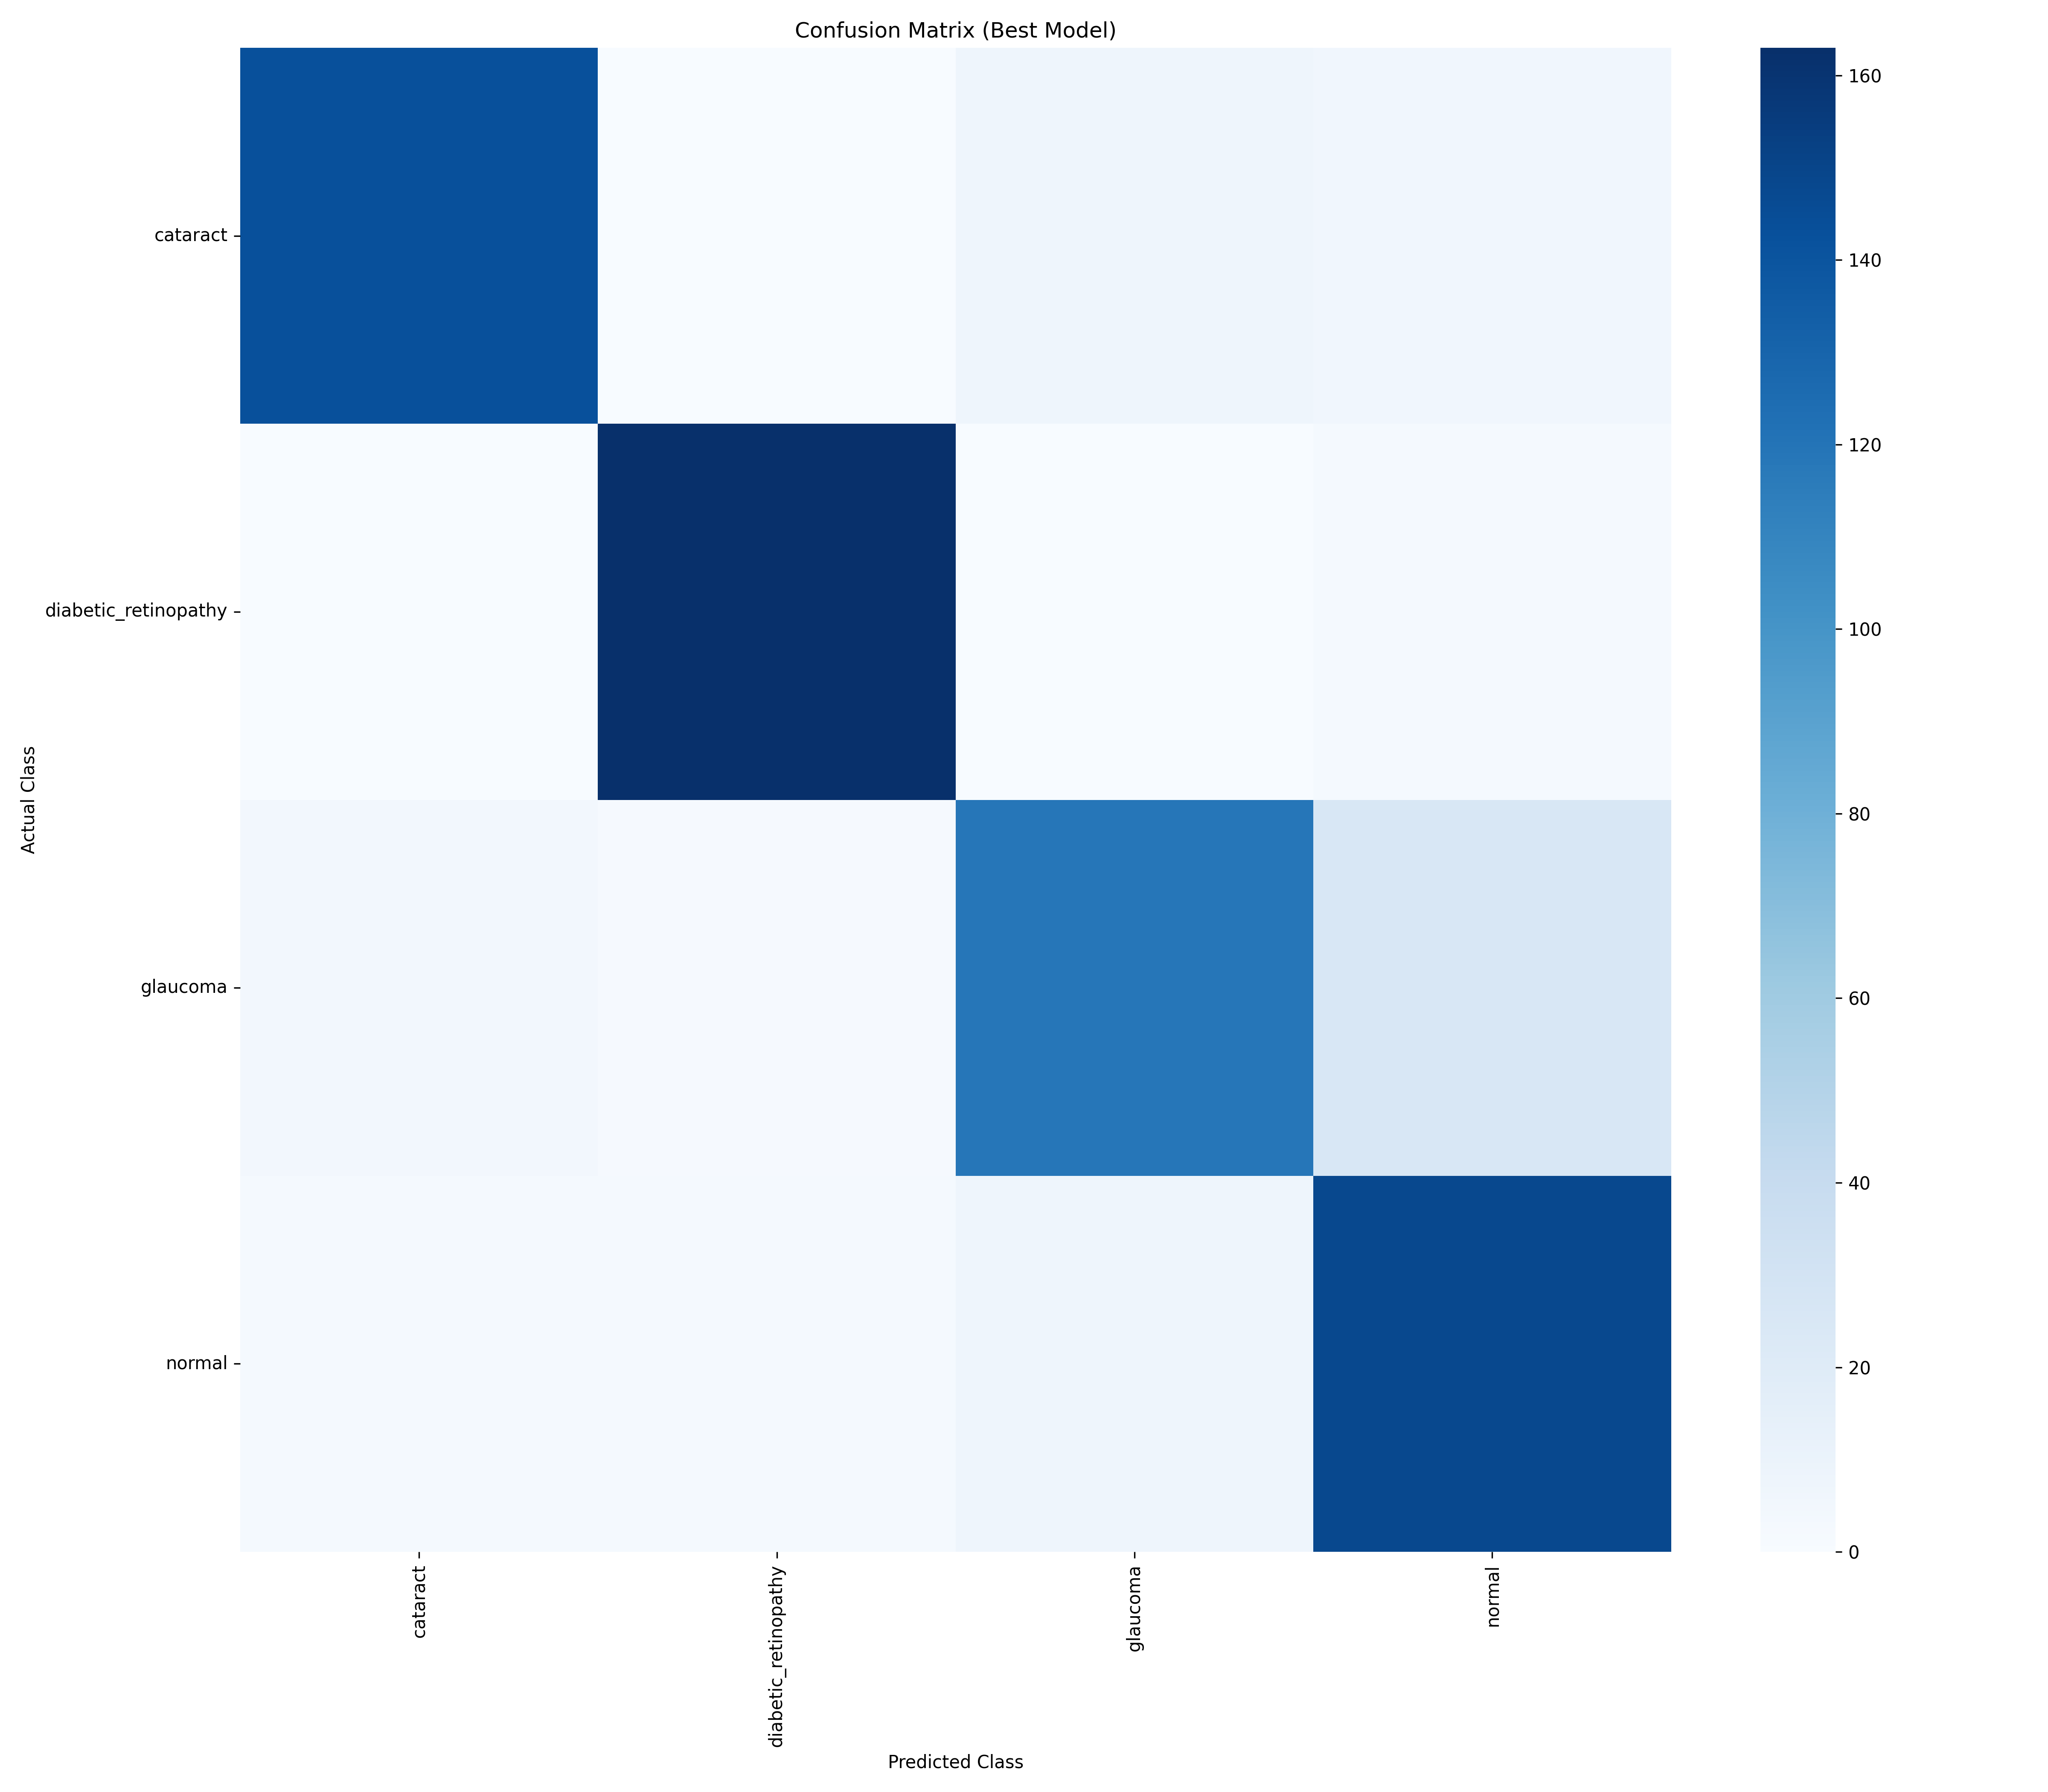 Confusion Matrix (Best Model)
Actual Class
cataract
diabetic_retinopathy
glaucoma
normal
cataract
diabetic_retinopathy
glaucoma
normal
Predicted Class
160
140
120
100
80
60
40
20
0